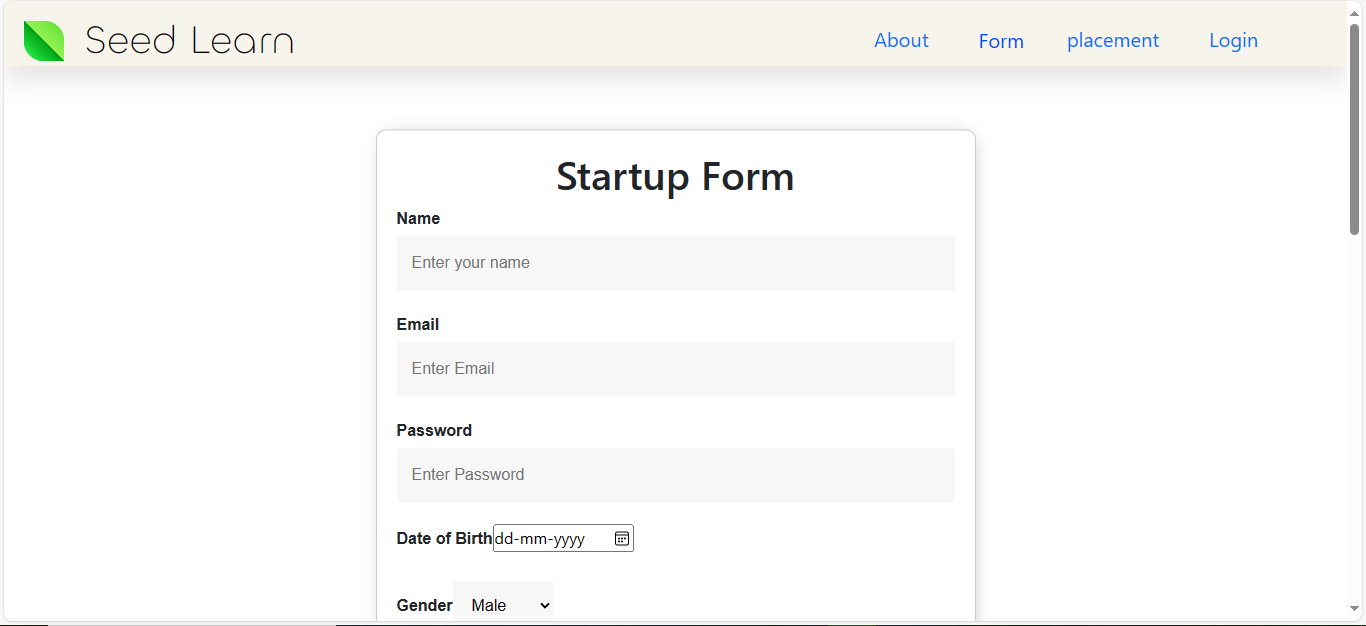 Seed Learn About Form placement Login
Startup Form
Name
Enter your name
Email
Enter Email
Password
Enter Password
Date of Birth dd-mm-yyyy
Gender Male